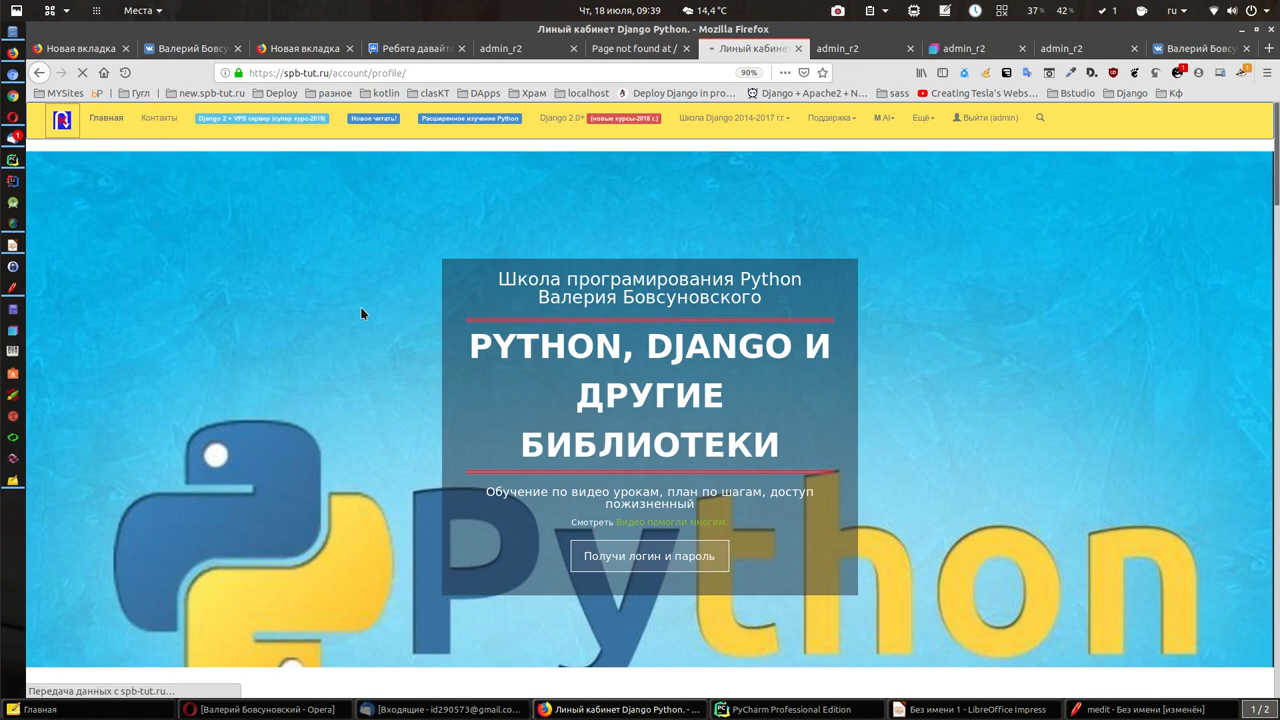 Места
Чт, 18 июля, 09:39
14,4°C
37 %
42 %
1
ru
Линый кабинет Django Python. - Mozilla Firefox
Новая вкладка
Валерий Бовсу
Новая вкладка
Ребята давайт
admin_r2
Page not found at /
Линый кабинет
admin_r2
admin_r2
admin_r2
Валерий Бовс
https://spb-tut.ru/account/profile/
90%
MYSites
bP
Гугл
new.spb-tut.ru
Deploy
разное
kotlin
clasKT
DApps
Храм
localhost
Deploy Django in pro...
Django + Apache2 + N...
sass
Creating Tesla's Webs...
Bstudio
Django
Кф
Главная
Контакты
Django 2 + VPS сервер (супер курс-2019)
Новое читать!
Расширенное изучение Python
Django 2.0+ (новые курсы-2018 г.)
Школа Django 2014-2017 г.г.
Поддержка
M AI
Ещё
Выйти (admin)
Школа програмирования Python
Валерия Бовсуновского
PYTHON, DJANGO И
ДРУГИЕ
БИБЛИОТЕКИ
Обучение по видео урокам, план по шагам, доступ
пожизненный
Смотреть Видео помогли многим.
Получи логин и пароль
Python
Передача данных с spb-tut.ru…
Главная
[Валерий Бовсуновский - Opera]
[Входящие - id290573@gmail.co...
Линый кабинет Django Python. - ...
PyCharm Professional Edition
Без имени 1 - LibreOffice Impress
medit - Без имени [изменён]
1 / 2